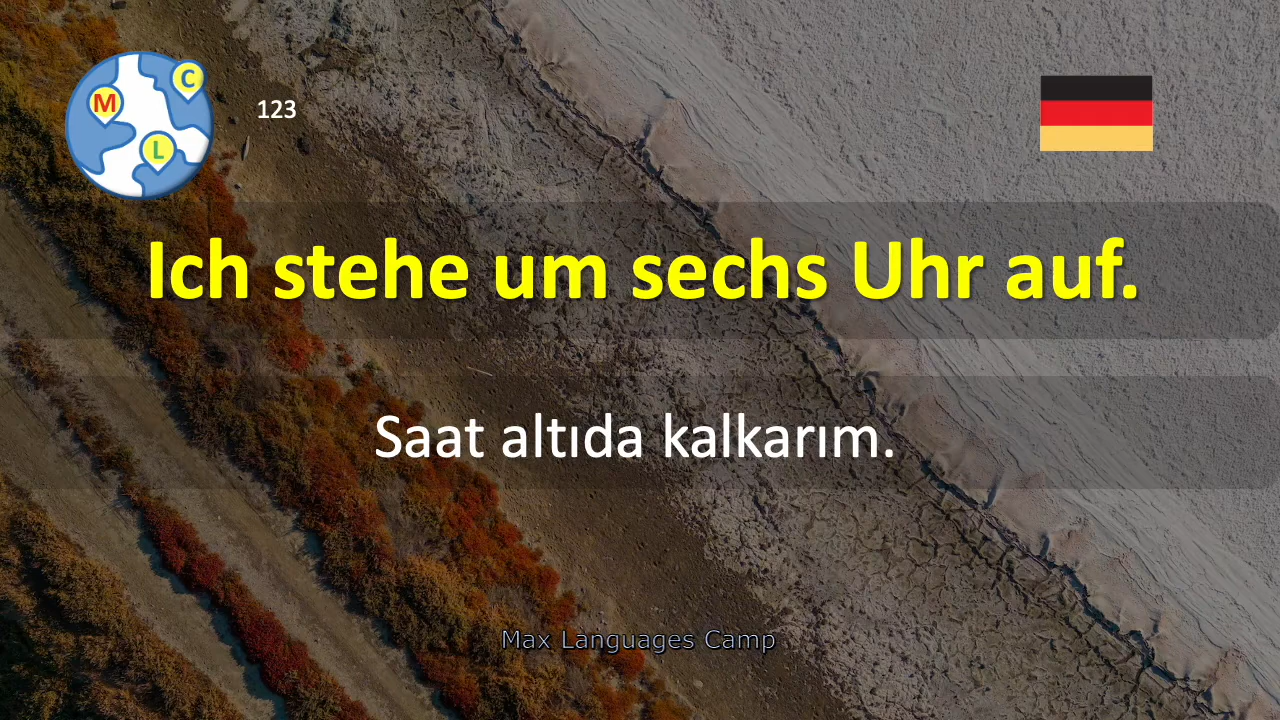 M
C
L
123
Ich stehe um sechs Uhr auf.
Saat altıda kalkarım.
Max Languages Camp